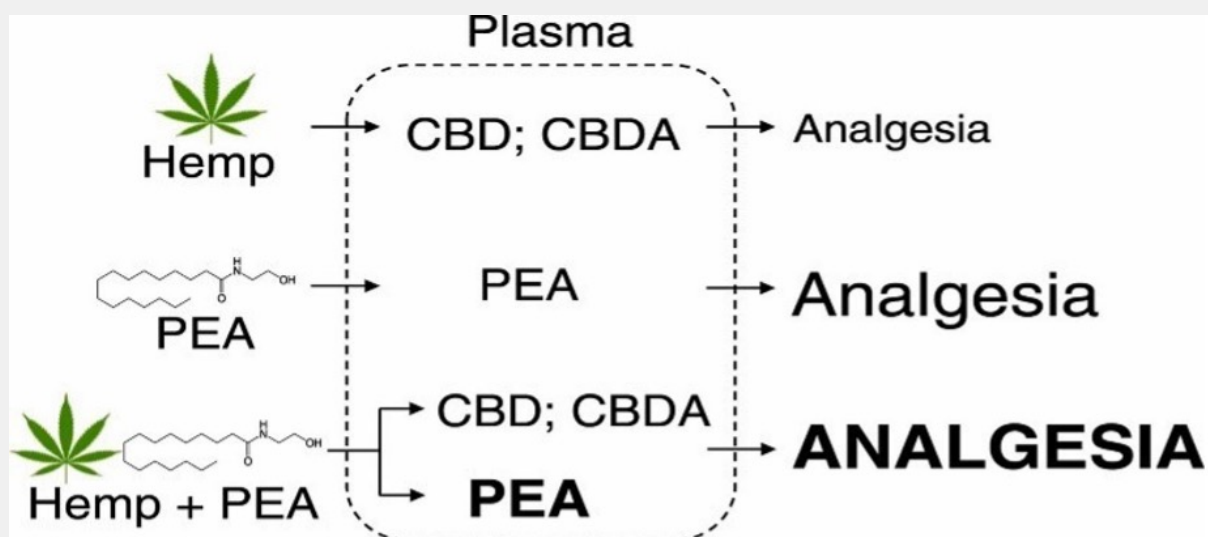 Plasma
Hemp
CBD; CBDA
Analgesia
H
N
OH
O
PEA
PEA
Analgesia
H
N
OH
O
Hemp + PEA
CBD; CBDA
PEA
ANALGESIA